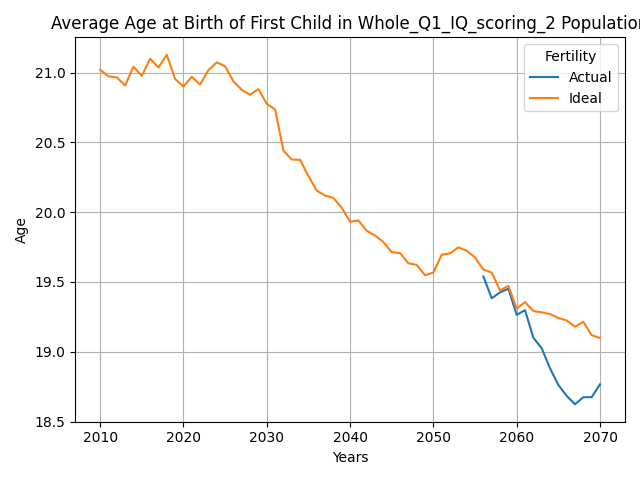 Average Age at Birth of First Child in Whole_Q1_IQ_scoring_2 Population
Fertility
Actual
Ideal
21.0
20.5
20.0
19.5
19.0
18.5
Age
2010 2020 2030 2040 2050 2060 2070
Years